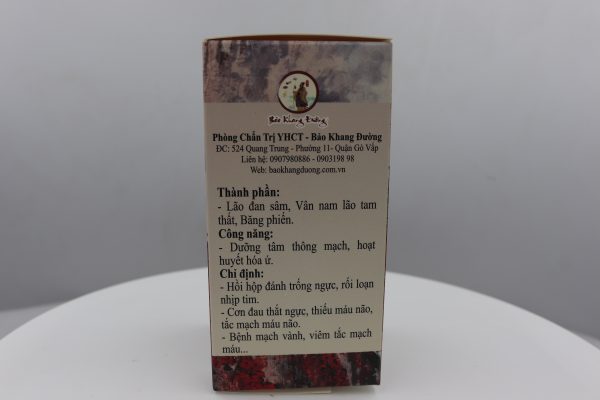 Bảo Khang Đường
Phòng Chẩn Trị YHCT - Bảo Khang Đường
ĐC: 524 Quang Trung - Phường 11- Quận Gò Vấp
Liên hệ: 0907980886 - 0903198 98
Web: baokhangduong.com.vn
Thành phần:
- Lão đan sâm, Vân nam lão tam
thất, Băng phiến.
Công năng:
- Dưỡng tâm thông mạch, hoạt
huyết hóa ứ.
Chỉ định:
- Hồi hộp đánh trống ngực, rối loạn
nhịp tim.
- Cơn đau thắt ngực, thiếu máu não,
tắc mạch máu não.
- Bệnh mạch vành, viêm tắc mạch
máu...